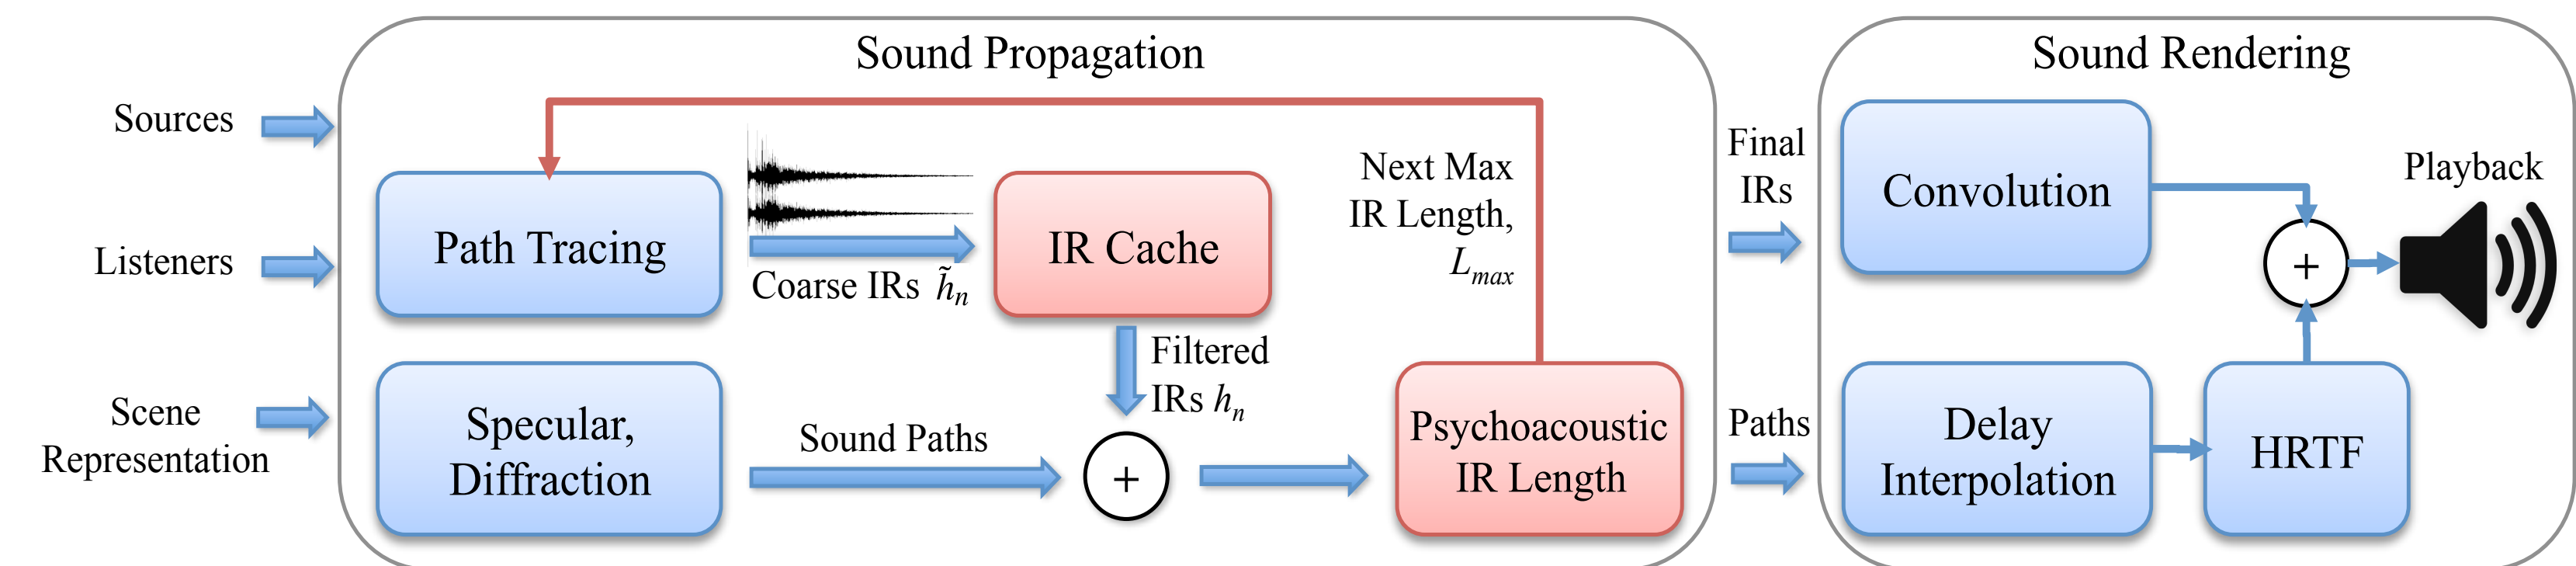 Sound Propagation
Sound Rendering
Sources
Listeners
Scene
Representation
Path Tracing
Coarse IRs h̃ₙ
IR Cache
Next Max
IR Length,
Lₘₐₓ
Filtered
IRs hₙ
Specular,
Diffraction
Sound Paths
+
Psychoacoustic
IR Length
Final
IRs
Paths
Convolution
Playback
+
Delay
Interpolation
HRTF